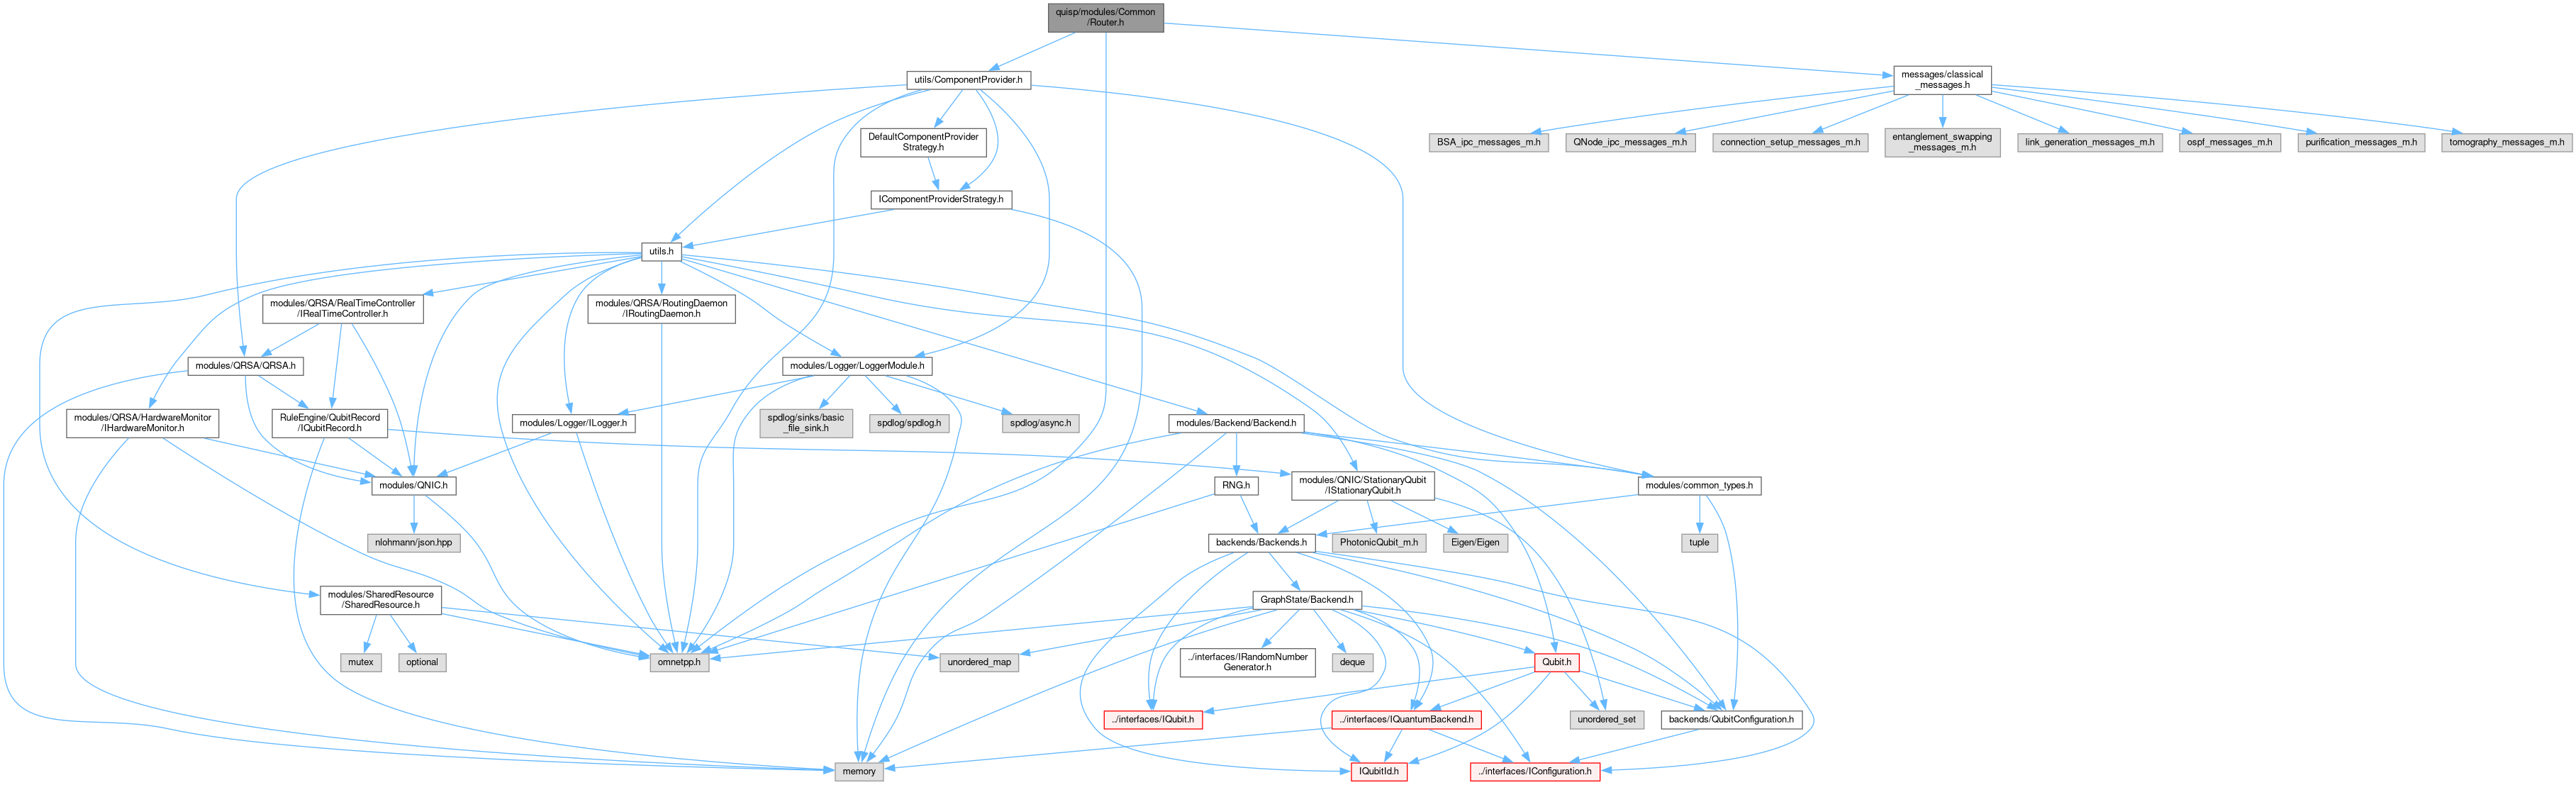 quisp/modules/Common
/Router.h
utils/ComponentProvider.h
messages/classical
_messages.h
DefaultComponentProvider
Strategy.h
BSA_ipc_messages_m.h
QNode_ipc_messages_m.h
connection_setup_messages_m.h
entanglement_swapping
_messages_m.h
link_generation_messages_m.h
ospf_messages_m.h
purification_messages_m.h
tomography_messages_m.h
IComponentProviderStrategy.h
utils.h
modules/QRSA/RealTimeController
/IRealTimeController.h
modules/QRSA/RoutingDaemon
/IRoutingDaemon.h
modules/QRSA/QRSA.h
modules/Logger/LoggerModule.h
modules/QRSA/HardwareMonitor
/IHardwareMonitor.h
RuleEngine/QubitRecord
/IQubitRecord.h
modules/Logger/ILogger.h
spdlog/sinks/basic
_file_sink.h
spdlog/spdlog.h
spdlog/async.h
modules/Backend/Backend.h
modules/QNIC.h
RNG.h
modules/QNIC/StationaryQubit
/IStationaryQubit.h
modules/common_types.h
nlohmann/json.hpp
backends/Backends.h
PhotonicQubit_m.h
Eigen/Eigen
tuple
modules/SharedResource
/SharedResource.h
GraphState/Backend.h
mutex
optional
omnetpp.h
unordered_map
../interfaces/IRandomNumber
Generator.h
deque
Qubit.h
../interfaces/IQubit.h
../interfaces/IQuantumBackend.h
unordered_set
backends/QubitConfiguration.h
memory
IQubitId.h
../interfaces/IConfiguration.h